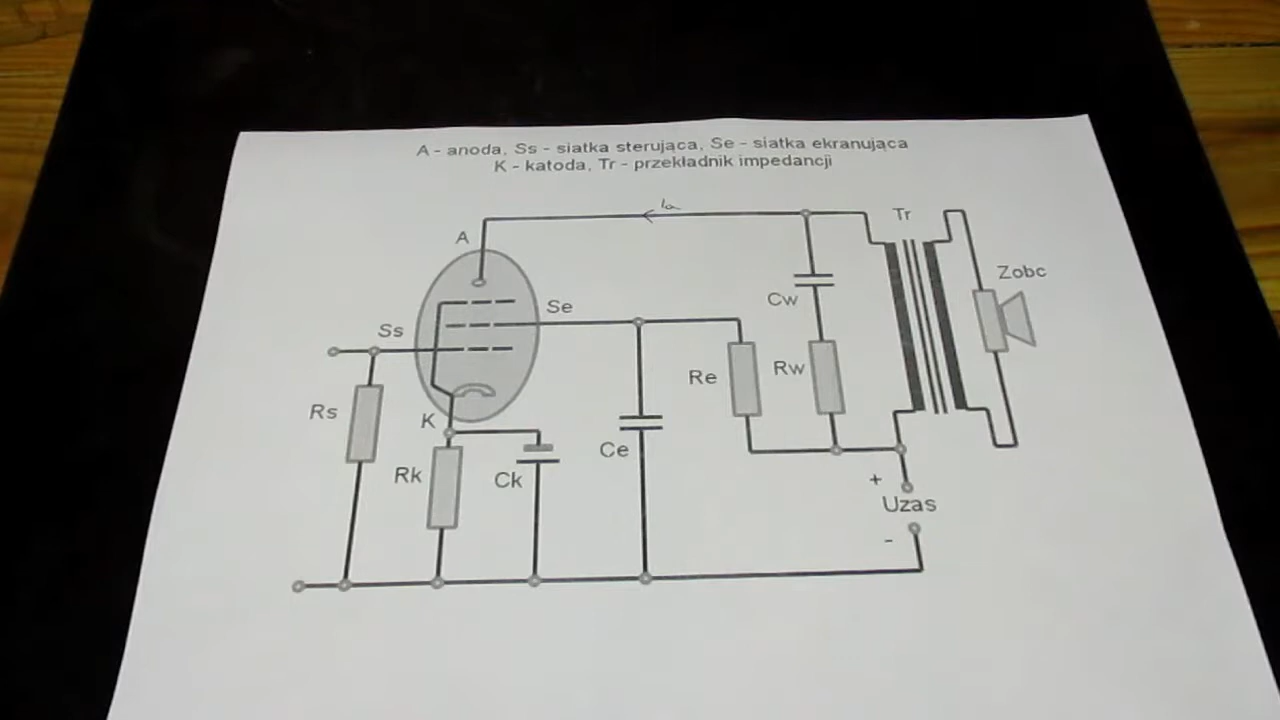 A - anoda, Ss - siatka sterująca, Se - siatka ekranująca
K - katoda, Tr - przekładnik impedancji
Ia
Tr
A
Zobc
Cw
Se
Ss
Re
Rw
Rs
K
Ce
Rk
Ck
+
Uzas
-